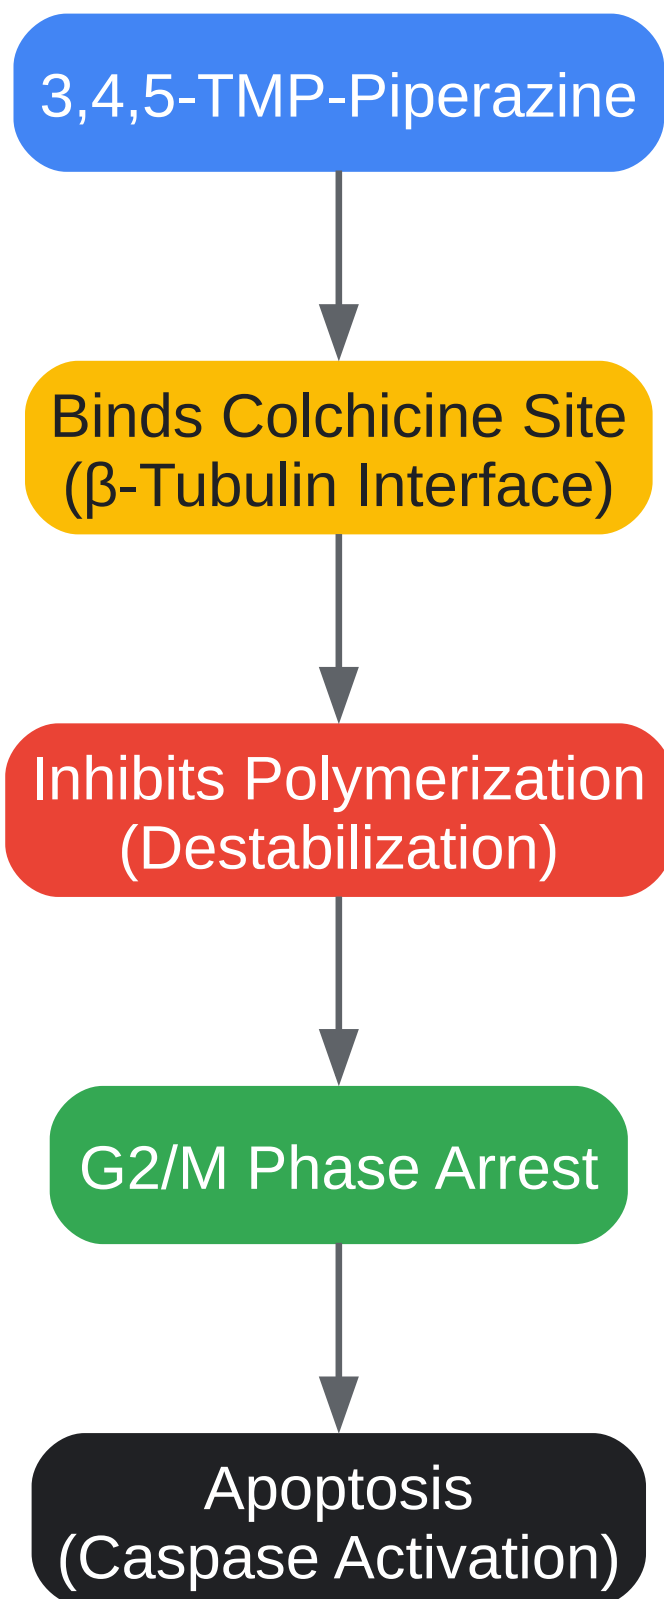 3,4,5-TMP-Piperazine
Binds Colchicine Site
(β-Tubulin Interface)
Inhibits Polymerization
(Destabilization)
G2/M Phase Arrest
Apoptosis
(Caspase Activation)